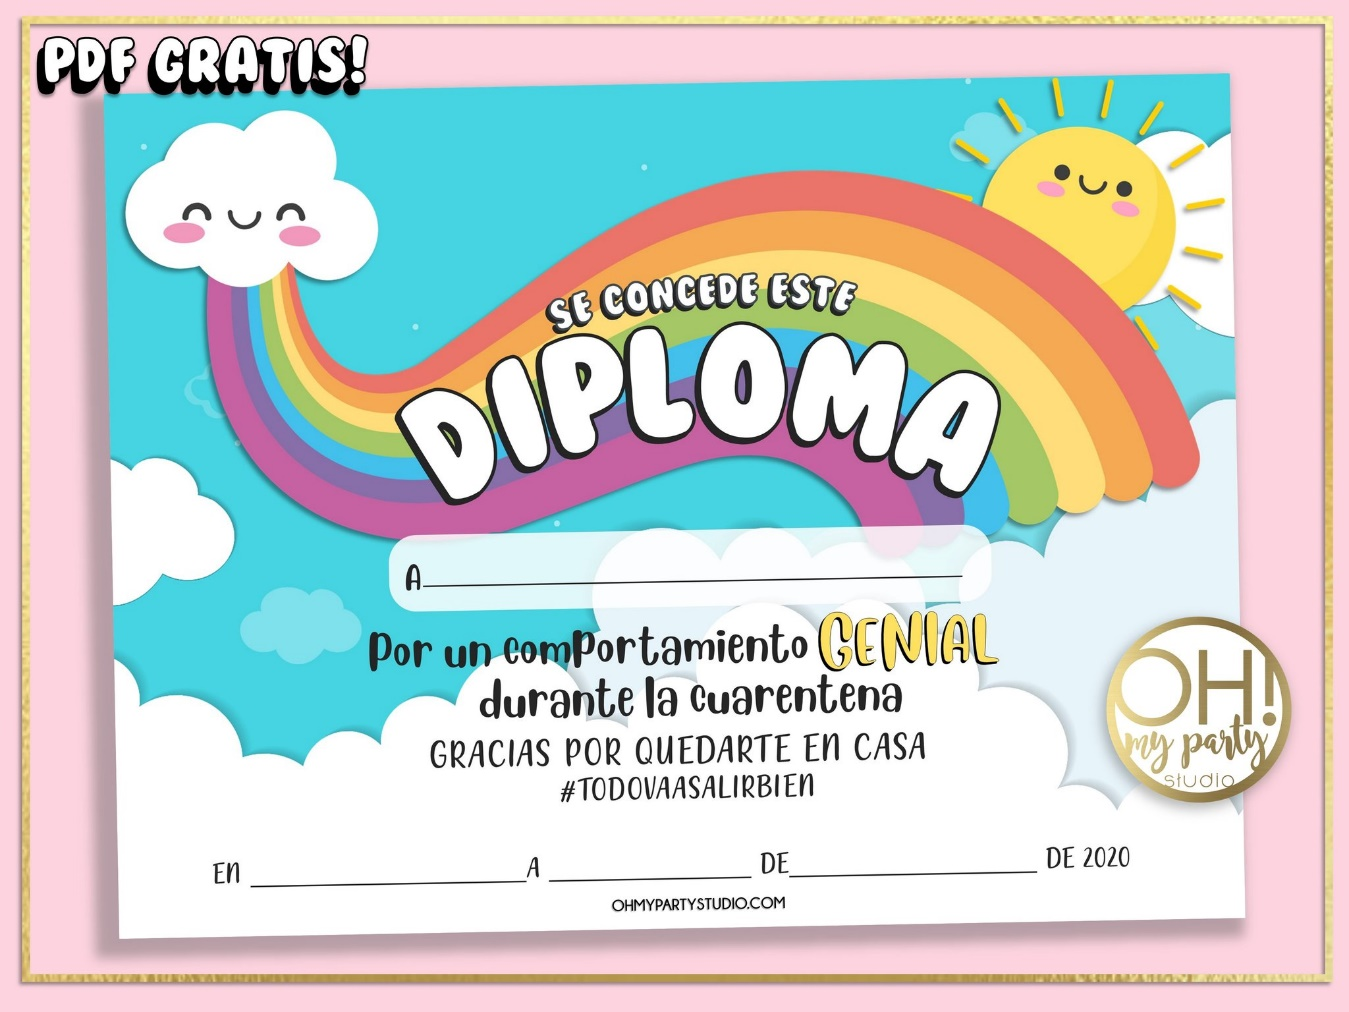 PDF GRATIS!
SE CONCEDE ESTE
DIPLOMA
A
Por un comportamiento GENIAL
durante la cuarentena
GRACIAS POR QUEDARTE EN CASA
#TODOVAASALIRBIEN
OH!
my party
studio
EN A DE DE 2020
OHMYPARTYSTUDIO.COM